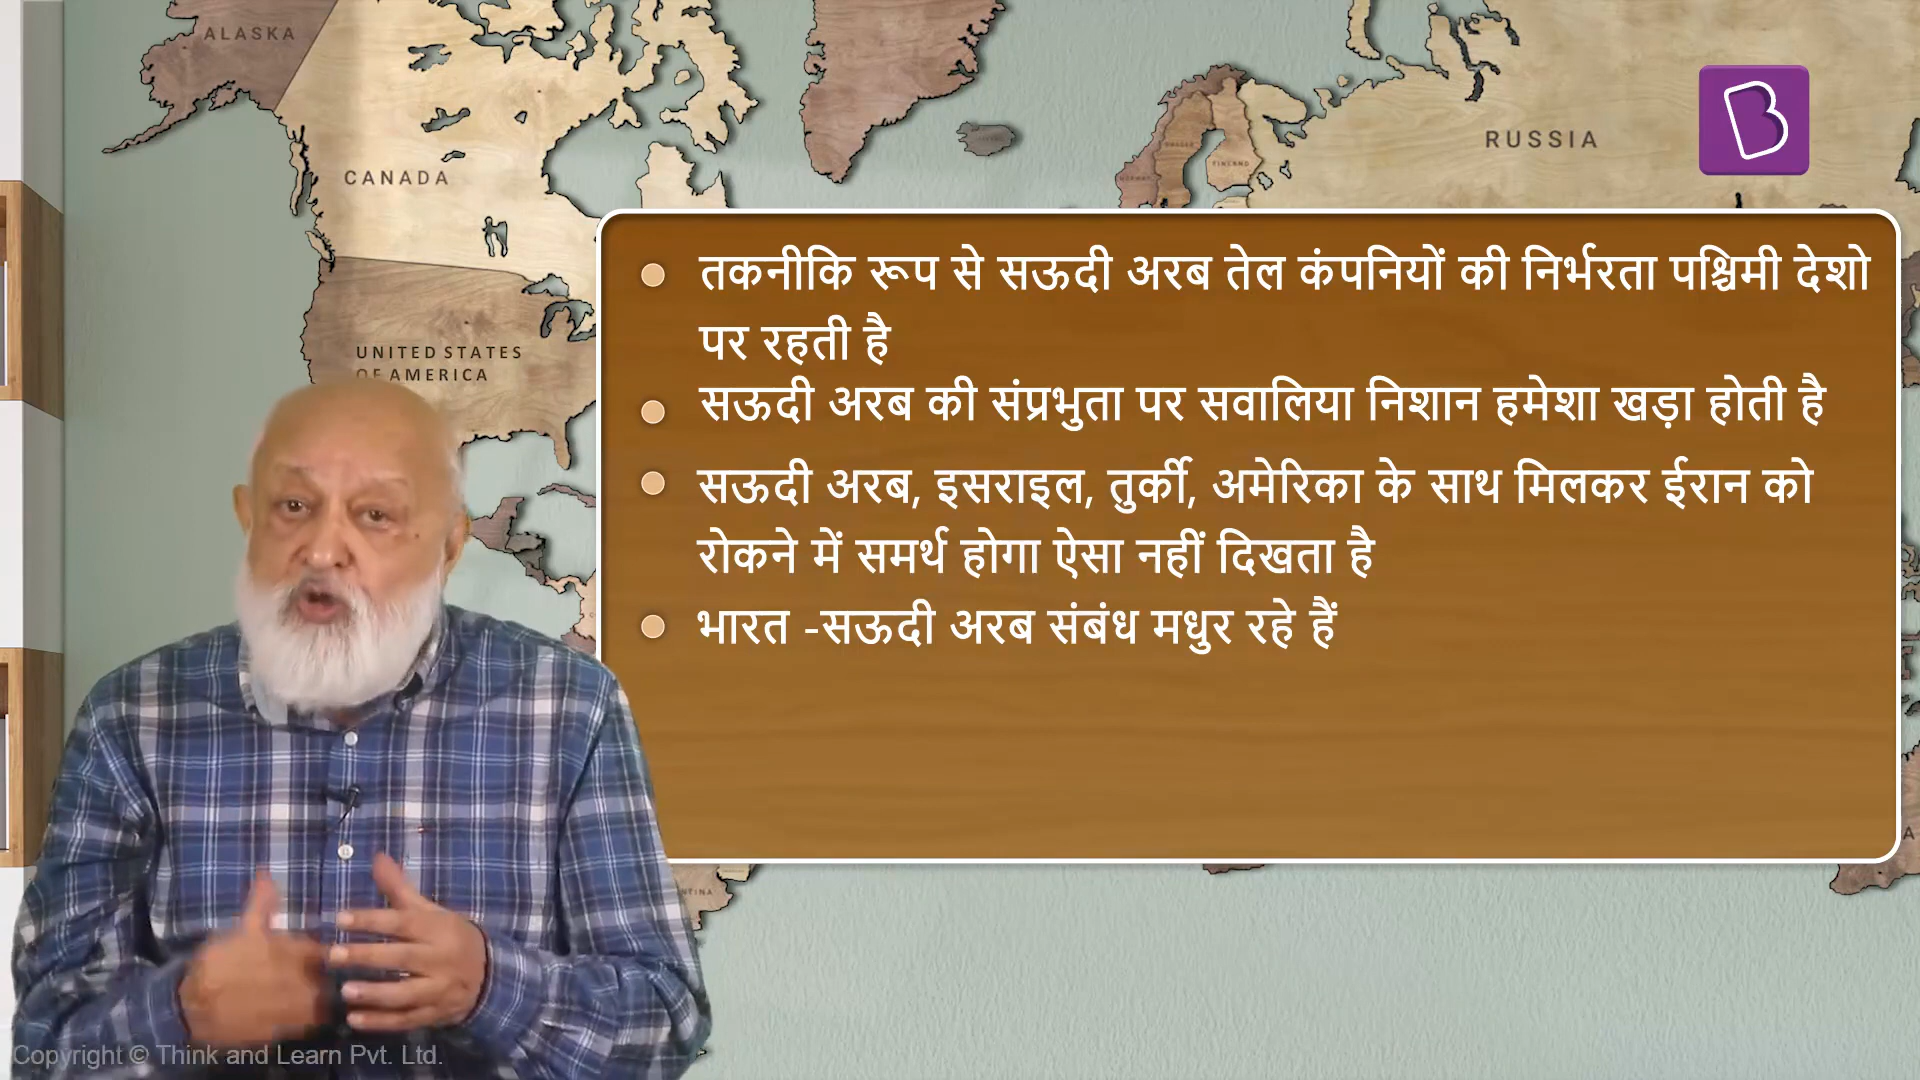 ALASKA
CANADA
RUSSIA
FINLAND
UNITED STATES
OF AMERICA
तकनीकि रूप से सऊदी अरब तेल कंपनियों की निर्भरता पश्चिमी देशो
पर रहती है
सऊदी अरब की संप्रभुता पर सवालिया निशान हमेशा खड़ा होती है
सऊदी अरब, इसराइल, तुर्की, अमेरिका के साथ मिलकर ईरान को
रोकने में समर्थ होगा ऐसा नहीं दिखता है
भारत -सऊदी अरब संबंध मधुर रहे हैं
Copyright © Think and Learn Pvt. Ltd.